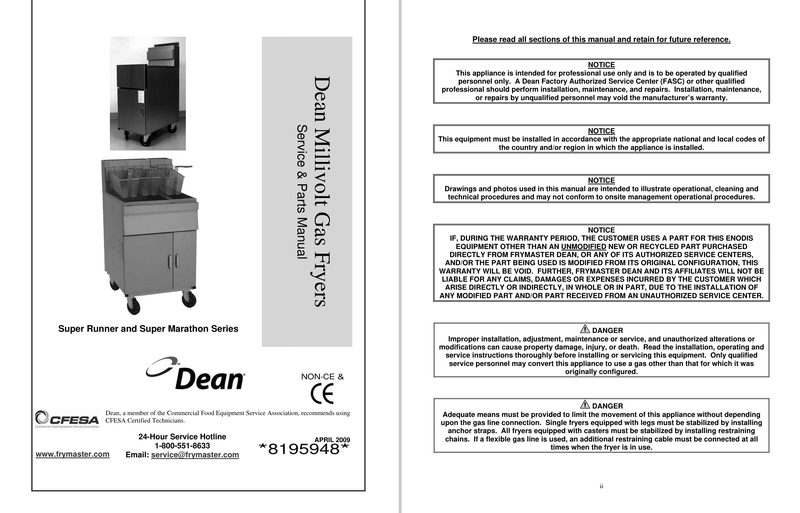 Dean Millivolt Gas Fryers
Service & Parts Manual
Super Runner and Super Marathon Series
Dean
NON-CE &
CE
CFESA
Dean, a member of the Commercial Food Equipment Service Association, recommends using
CFESA Certified Technicians.
24-Hour Service Hotline
1-800-551-8633
www.frymaster.com
Email: service@frymaster.com
APRIL 2009
*8195948*
Please read all sections of this manual and retain for future reference.
NOTICE
This appliance is intended for professional use only and is to be operated by qualified
personnel only. A Dean Factory Authorized Service Center (FASC) or other qualified
professional should perform installation, maintenance, and repairs. Installation, maintenance,
or repairs by unqualified personnel may void the manufacturer's warranty.
NOTICE
This equipment must be installed in accordance with the appropriate national and local codes of
the country and/or region in which the appliance is installed.
NOTICE
Drawings and photos used in this manual are intended to illustrate operational, cleaning and
technical procedures and may not conform to onsite management operational procedures.
NOTICE
IF, DURING THE WARRANTY PERIOD, THE CUSTOMER USES A PART FOR THIS ENODIS
EQUIPMENT OTHER THAN AN UNMODIFIED NEW OR RECYCLED PART PURCHASED
DIRECTLY FROM FRYMASTER DEAN, OR ANY OF ITS AUTHORIZED SERVICE CENTERS,
AND/OR THE PART BEING USED IS MODIFIED FROM ITS ORIGINAL CONFIGURATION, THIS
WARRANTY WILL BE VOID. FURTHER, FRYMASTER DEAN AND ITS AFFILIATES WILL NOT BE
LIABLE FOR ANY CLAIMS, DAMAGES OR EXPENSES INCURRED BY THE CUSTOMER WHICH
ARISE DIRECTLY OR INDIRECTLY, IN WHOLE OR IN PART, DUE TO THE INSTALLATION OF
ANY MODIFIED PART AND/OR PART RECEIVED FROM AN UNAUTHORIZED SERVICE CENTER.
DANGER
Improper installation, adjustment, maintenance or service, and unauthorized alterations or
modifications can cause property damage, injury, or death. Read the installation, operating and
service instructions thoroughly before installing or servicing this equipment. Only qualified
service personnel may convert this appliance to use a gas other than that for which it was
originally configured.
DANGER
Adequate means must be provided to limit the movement of this appliance without depending
upon the gas line connection. Single fryers equipped with legs must be stabilized by installing
anchor straps. All fryers equipped with casters must be stabilized by installing restraining
chains. If a flexible gas line is used, an additional restraining cable must be connected at all
times when the fryer is in use.
ii